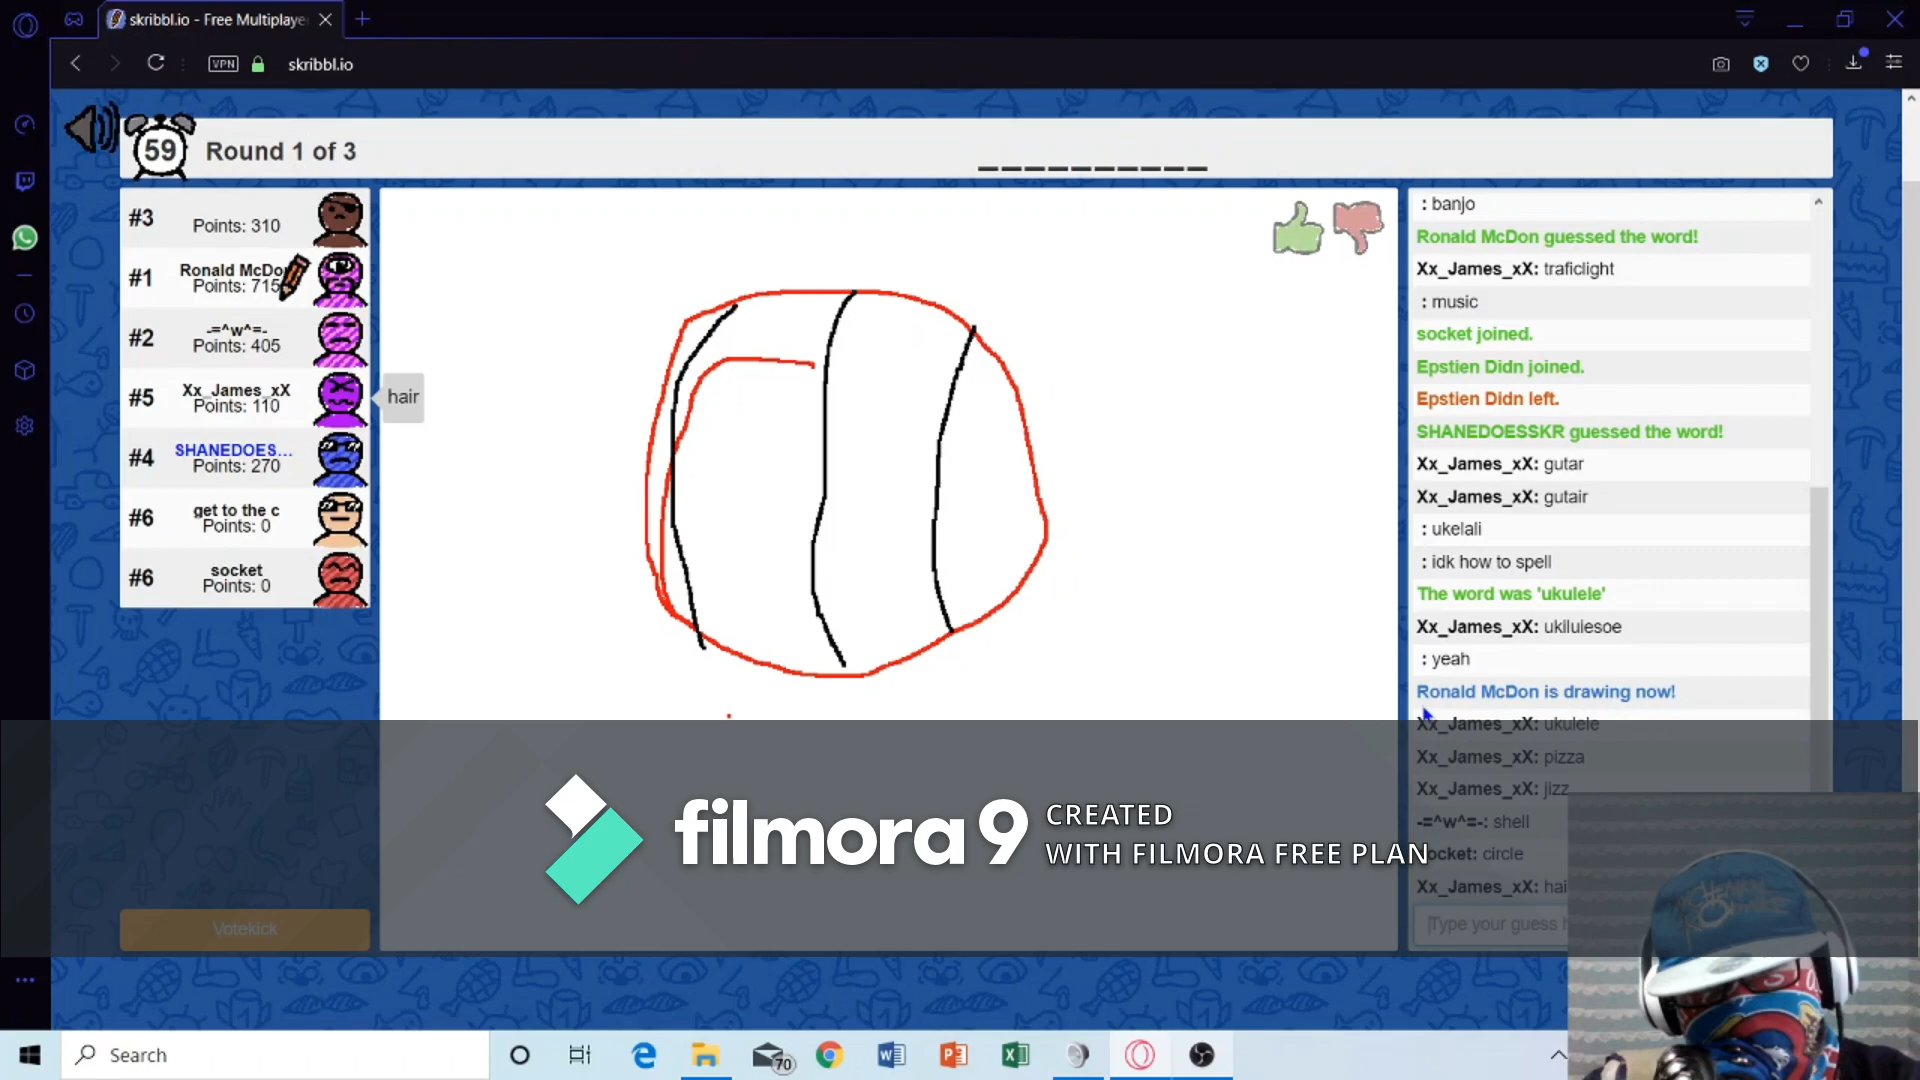 skribbl.io - Free Multiplaye
VPN
skribbl.io
59
Round 1 of 3
__________
#3
Points: 310
#1
Ronald McDo
Points: 715
#2
-=^w^=-
Points: 405
#5
Xx_James_xX
Points: 110
hair
#4
SHANEDOES...
Points: 270
#6
get to the c
Points: 0
#6
socket
Points: 0
Votekick
: banjo
Ronald McDon guessed the word!
Xx_James_xX: traficlight
: music
socket joined.
Epstien Didn joined.
Epstien Didn left.
SHANEDOESSKR guessed the word!
Xx_James_xX: gutar
Xx_James_xX: gutair
: ukelali
: idk how to spell
The word was 'ukulele'
Xx_James_xX: ukilulesoe
: yeah
Ronald McDon is drawing now!
Xx_James_xX: ukulele
Xx_James_xX: pizza
Xx_James_xX: jizz
-=^w^=-: shell
ocket: circle
Xx_James_xX: hai
Type your guess h
filmora 9
CREATED
WITH FILMORA FREE PLAN
Search
70